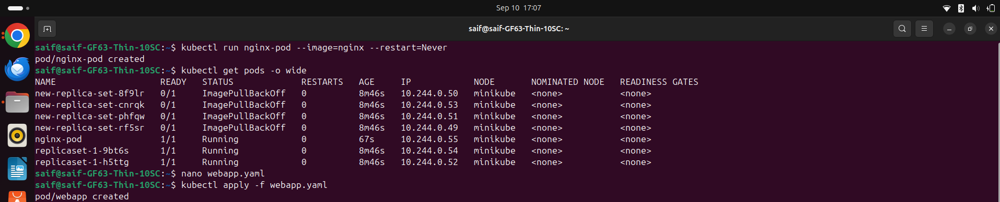 Sep 10 17:07
saif@saif-GF63-Thin-10SC: ~
saif@saif-GF63-Thin-10SC:~$ kubectl run nginx-pod --image=nginx --restart=Never
pod/nginx-pod created
saif@saif-GF63-Thin-10SC:~$ kubectl get pods -o wide
NAME READY STATUS RESTARTS AGE IP NODE NOMINATED NODE READINESS GATES
new-replica-set-8f9lr 0/1 ImagePullBackOff 0 8m46s 10.244.0.50 minikube <none> <none>
new-replica-set-cnrqk 0/1 ImagePullBackOff 0 8m46s 10.244.0.53 minikube <none> <none>
new-replica-set-phfqw 0/1 ImagePullBackOff 0 8m46s 10.244.0.51 minikube <none> <none>
new-replica-set-rf5sr 0/1 ImagePullBackOff 0 8m46s 10.244.0.49 minikube <none> <none>
nginx-pod 1/1 Running 0 67s 10.244.0.55 minikube <none> <none>
replicaset-1-9bt6s 1/1 Running 0 8m46s 10.244.0.54 minikube <none> <none>
replicaset-1-h5ttg 1/1 Running 0 8m46s 10.244.0.52 minikube <none> <none>
saif@saif-GF63-Thin-10SC:~$ nano webapp.yaml
saif@saif-GF63-Thin-10SC:~$ kubectl apply -f webapp.yaml
pod/webapp created